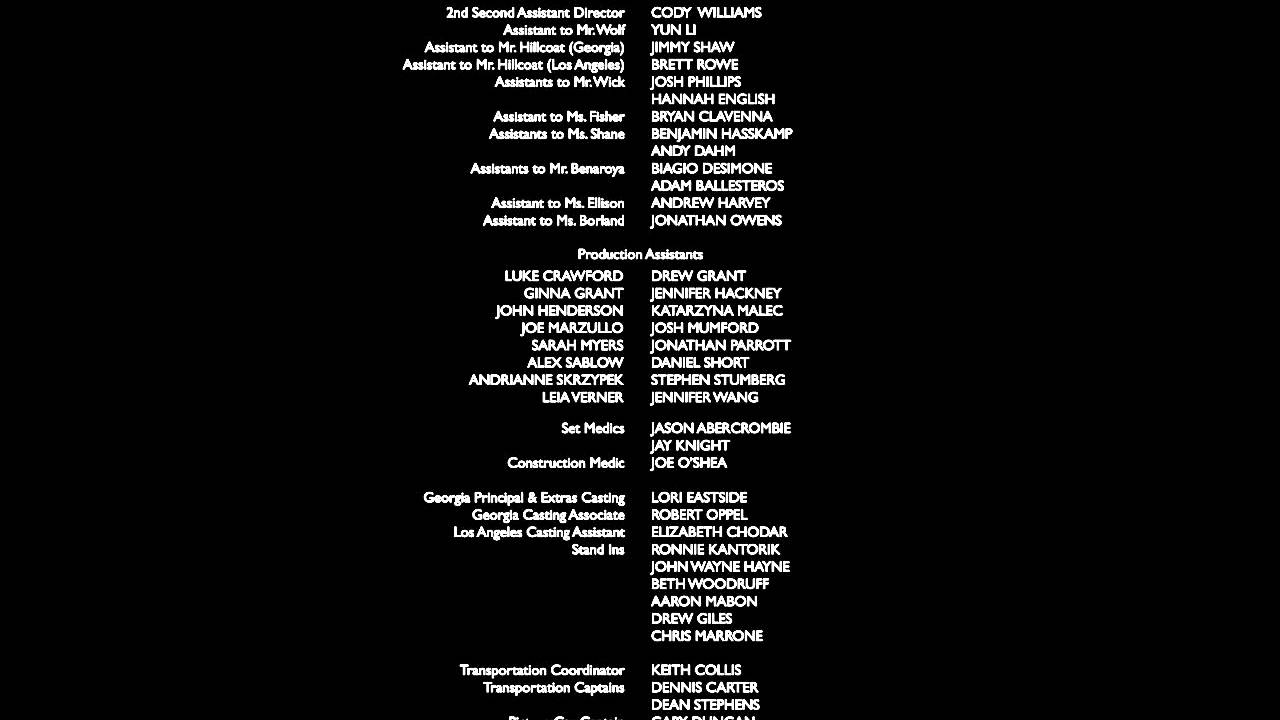 2nd Second Assistant Director CODY WILLIAMS
Assistant to Mr. Wolf YUN LI
Assistant to Mr. Hillcoat (Georgia) JIMMY SHAW
Assistant to Mr. Hillcoat (Los Angeles) BRETT ROWE
Assistants to Mr. Wick JOSH PHILLIPS
HANNAH ENGLISH
Assistant to Ms. Fisher BRYAN CLAVENNA
Assistants to Ms. Shane BENJAMIN HASSKAMP
ANDY DAHM
Assistants to Mr. Benaroya BIAGIO DESIMONE
ADAM BALLESTEROS
Assistant to Ms. Ellison ANDREW HARVEY
Assistant to Ms. Borland JONATHAN OWENS
Production Assistants
LUKE CRAWFORD DREW GRANT
GINNA GRANT JENNIFER HACKNEY
JOHN HENDERSON KATARZYNA MALEC
JOE MARZULLO JOSH MUMFORD
SARAH MYERS JONATHAN PARROTT
ALEX SABLOW DANIEL SHORT
ANDRIANNE SKRZYPEK STEPHEN STUMBERG
LEIA VERNER JENNIFER WANG
Set Medics JASON ABERCROMBIE
JAY KNIGHT
Construction Medic JOE O'SHEA
Georgia Principal & Extras Casting LORI EASTSIDE
Georgia Casting Associate ROBERT OPPEL
Los Angeles Casting Assistant ELIZABETH CHODAR
Stand Ins RONNIE KANTORIK
JOHN WAYNE HAYNE
BETH WOODRUFF
AARON MABON
DREW GILES
CHRIS MARRONE
Transportation Coordinator KEITH COLLIS
Transportation Captains DENNIS CARTER
DEAN STEPHENS